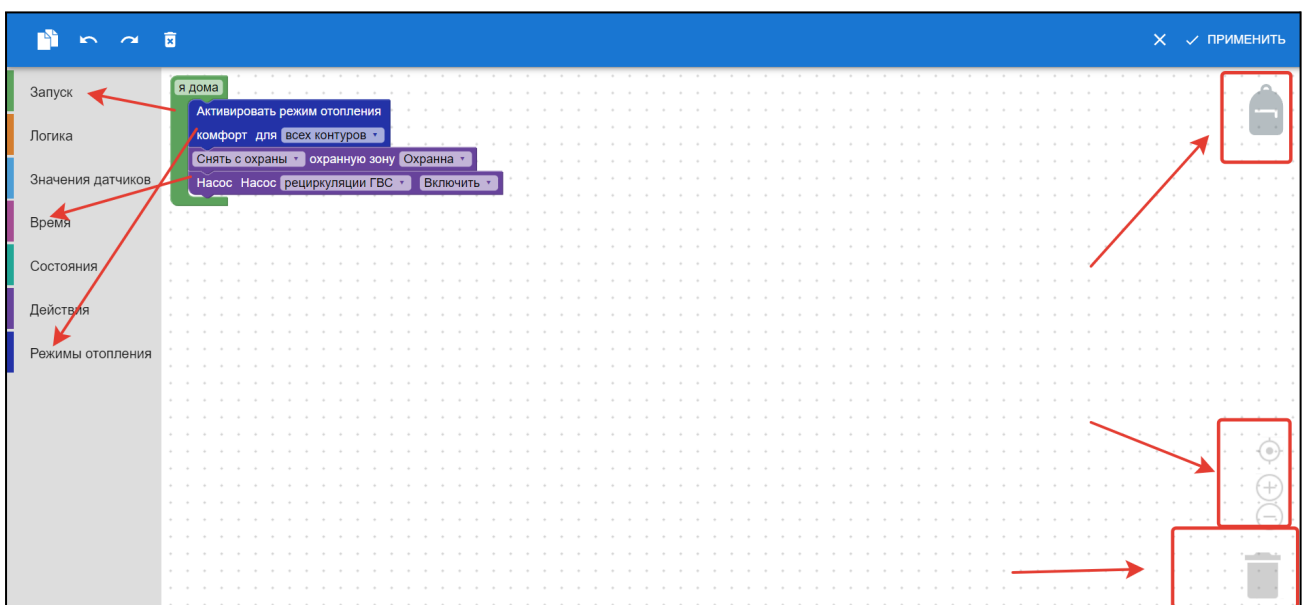 ПРИМЕНИТЬ
Запуск
Логика
Значения датчиков
Время
Состояния
Действия
Режимы отопления
я дома
Активировать режим отопления
комфорт для всех контуров
Снять с охраны охранную зону Охранна
Насос Насос рециркуляции ГВС Включить